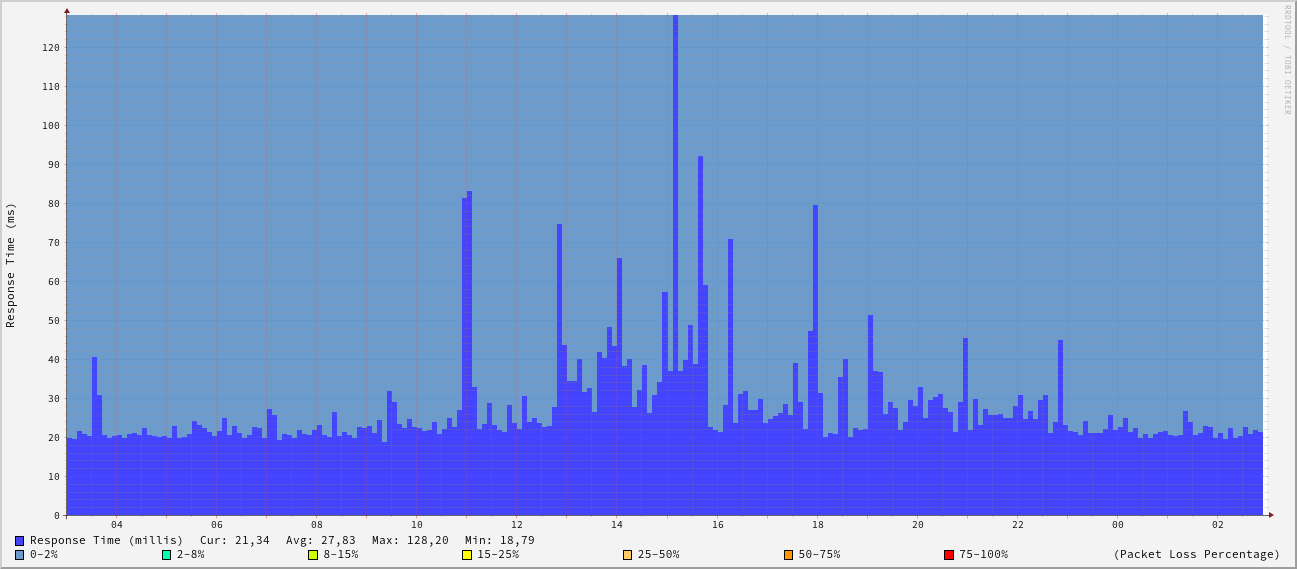 RRDTOOL / TOBI OETIKER
Response Time (ms)
120
110
100
90
80
70
60
50
40
30
20
10
0
04 06 08 10 12 14 16 18 20 22 00 02
Response Time (millis) Cur: 21,34 Avg: 27,83 Max: 128,20 Min: 18,79
0-2% 2-8% 8-15% 15-25% 25-50% 50-75% 75-100% (Packet Loss Percentage)